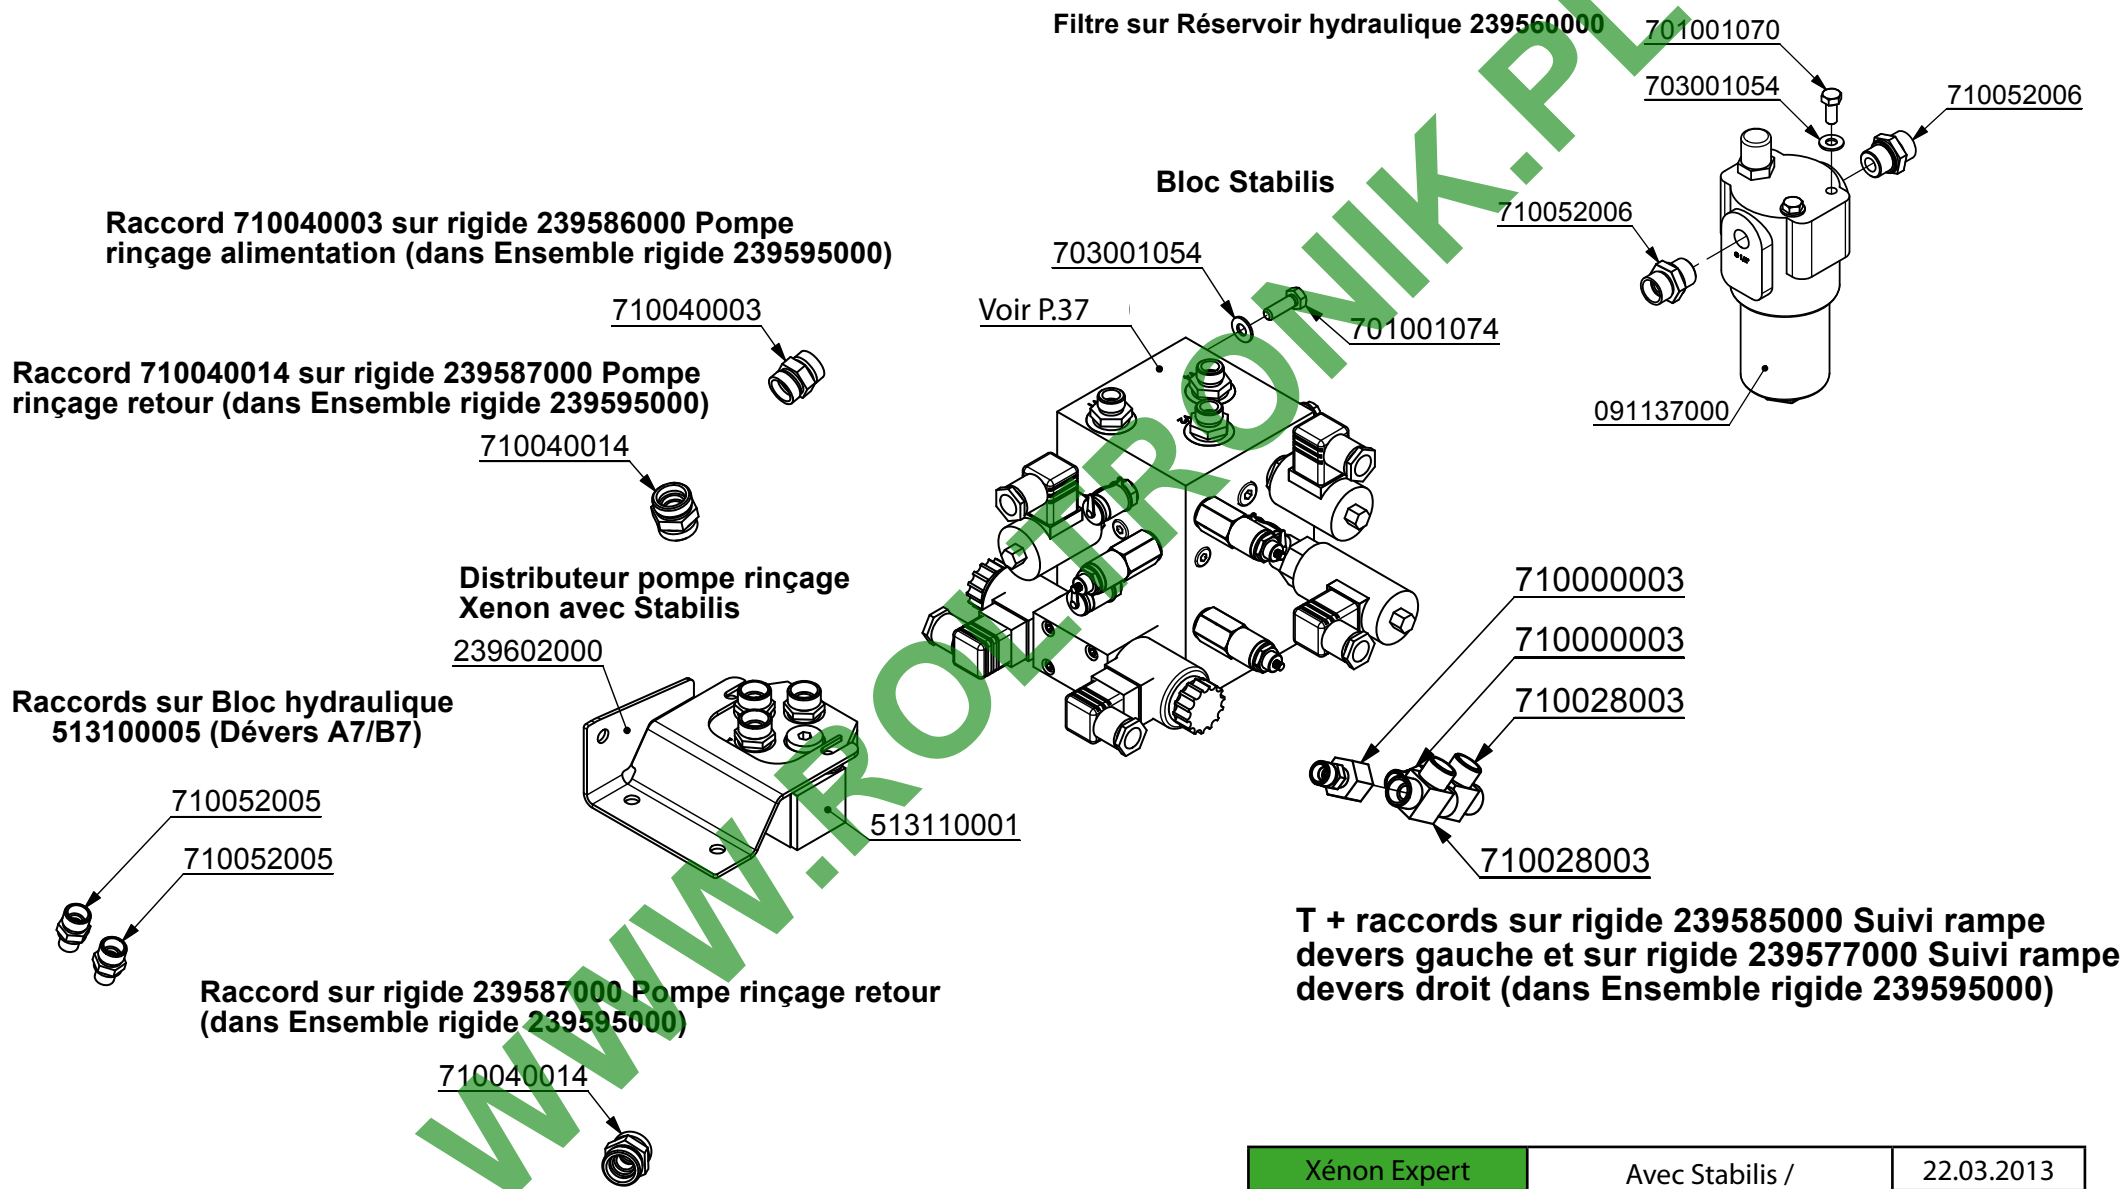 Filtre sur Réservoir hydraulique 239560000
701001070
703001054
710052006
Bloc Stabilis
710052006
Raccord 710040003 sur rigide 239586000 Pompe
rinçage alimentation (dans Ensemble rigide 239595000)
703001054
710040003
Voir P.37
701001074
Raccord 710040014 sur rigide 239587000 Pompe
rinçage retour (dans Ensemble rigide 239595000)
091137000
710040014
Distributeur pompe rinçage
Xenon avec Stabilis
239602000
710000003
710000003
710028003
Raccords sur Bloc hydraulique
513100005 (Dévers A7/B7)
710052005
513110001
710052005
710028003
T + raccords sur rigide 239585000 Suivi rampe
devers gauche et sur rigide 239577000 Suivi rampe
devers droit (dans Ensemble rigide 239595000)
Raccord sur rigide 239587000 Pompe rinçage retour
(dans Ensemble rigide 239595000)
710040014
WWW.ROLTRONIK.PL
Xénon Expert
Avec Stabilis /
22.03.2013